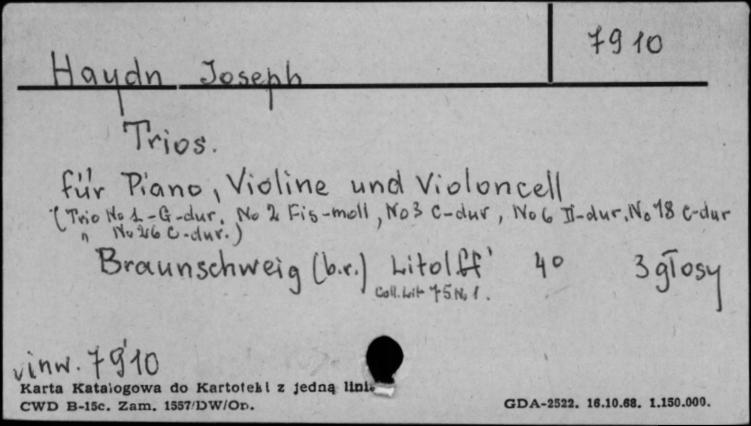 7910
Haydn Joseph
Trios.
für Piano, Violine und Violoncell
(Trio No 1-G-dur, No 2 Fis-moll, No 3 C-dur, No 6 D-dur, No 18 C-dur
" No 26 C-dur.)
Braunschweig (b.r.) Litolff' 4° 3 głosy
Coll. Lit 75 No 1.
inw. 7910
Karta Katalogowa do Kartoteki z jedną linią
CWD B-15c. Zam. 1557/DW/Op.
GDA-2522. 16.10.68. 1.150.000.